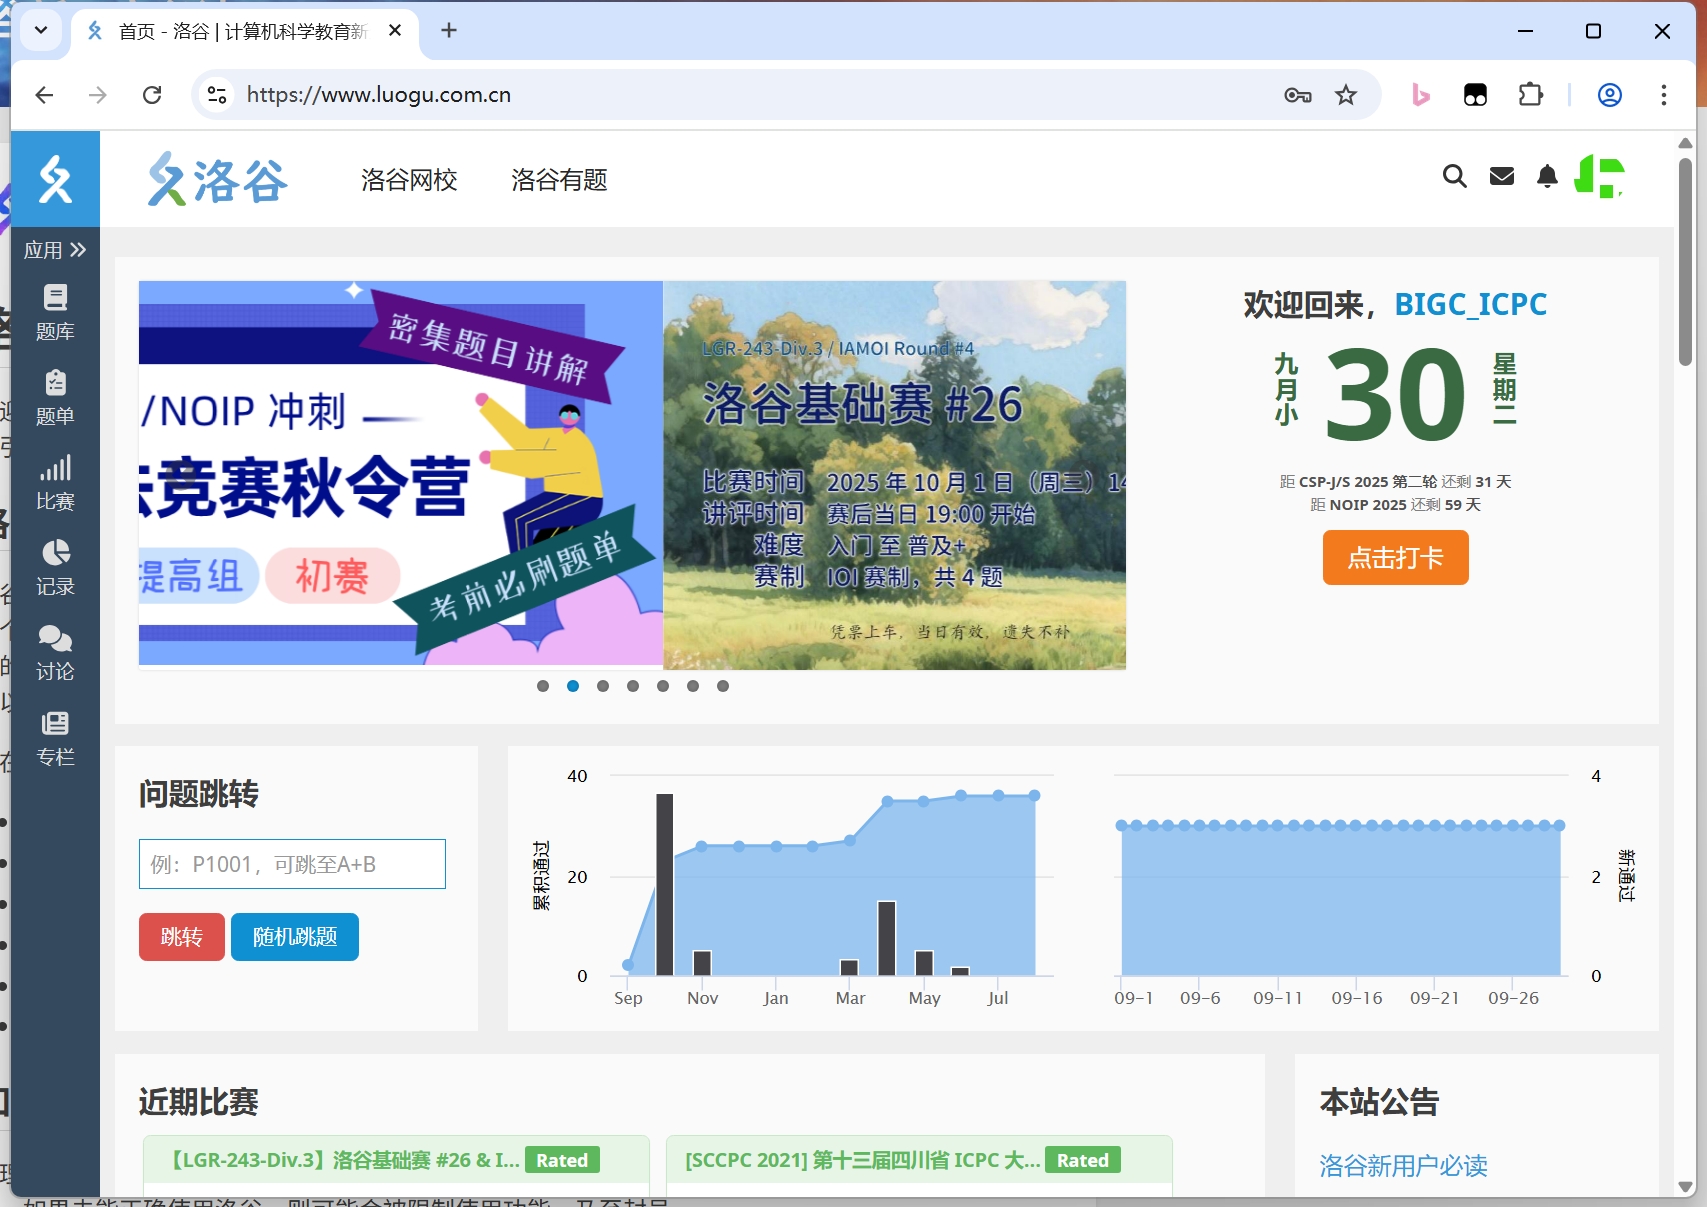 首页 - 洛谷 | 计算机科学教育新
https://www.luogu.com.cn
洛谷
洛谷网校
洛谷有题
应用
题库
题单
比赛
记录
讨论
专栏
密集题目讲解
/NOIP 冲刺
竞赛秋令营
提高组
初赛
考前必刷题单
LGR-243-Div.3 / IAMOI Round #4
洛谷基础赛 #26
比赛时间 2025 年 10 月 1 日（周三）14
讲评时间 赛后当日 19:00 开始
难度 入门 至 普及+
赛制 IOI 赛制，共 4 题
凭票上车，当日有效，遗失不补
欢迎回来，BIGC_ICPC
九月小
30
星期二
距 CSP-J/S 2025 第二轮 还剩 31 天
距 NOIP 2025 还剩 59 天
点击打卡
问题跳转
例：P1001，可跳至A+B
跳转
随机跳题
累积通过
40
20
0
Sep Nov Jan Mar May Jul
4
2
0
新通过
09-1 09-6 09-11 09-16 09-21 09-26
近期比赛
【LGR-243-Div.3】洛谷基础赛 #26 & I... Rated
[SCCPC 2021] 第十三届四川省 ICPC 大... Rated
本站公告
洛谷新用户必读